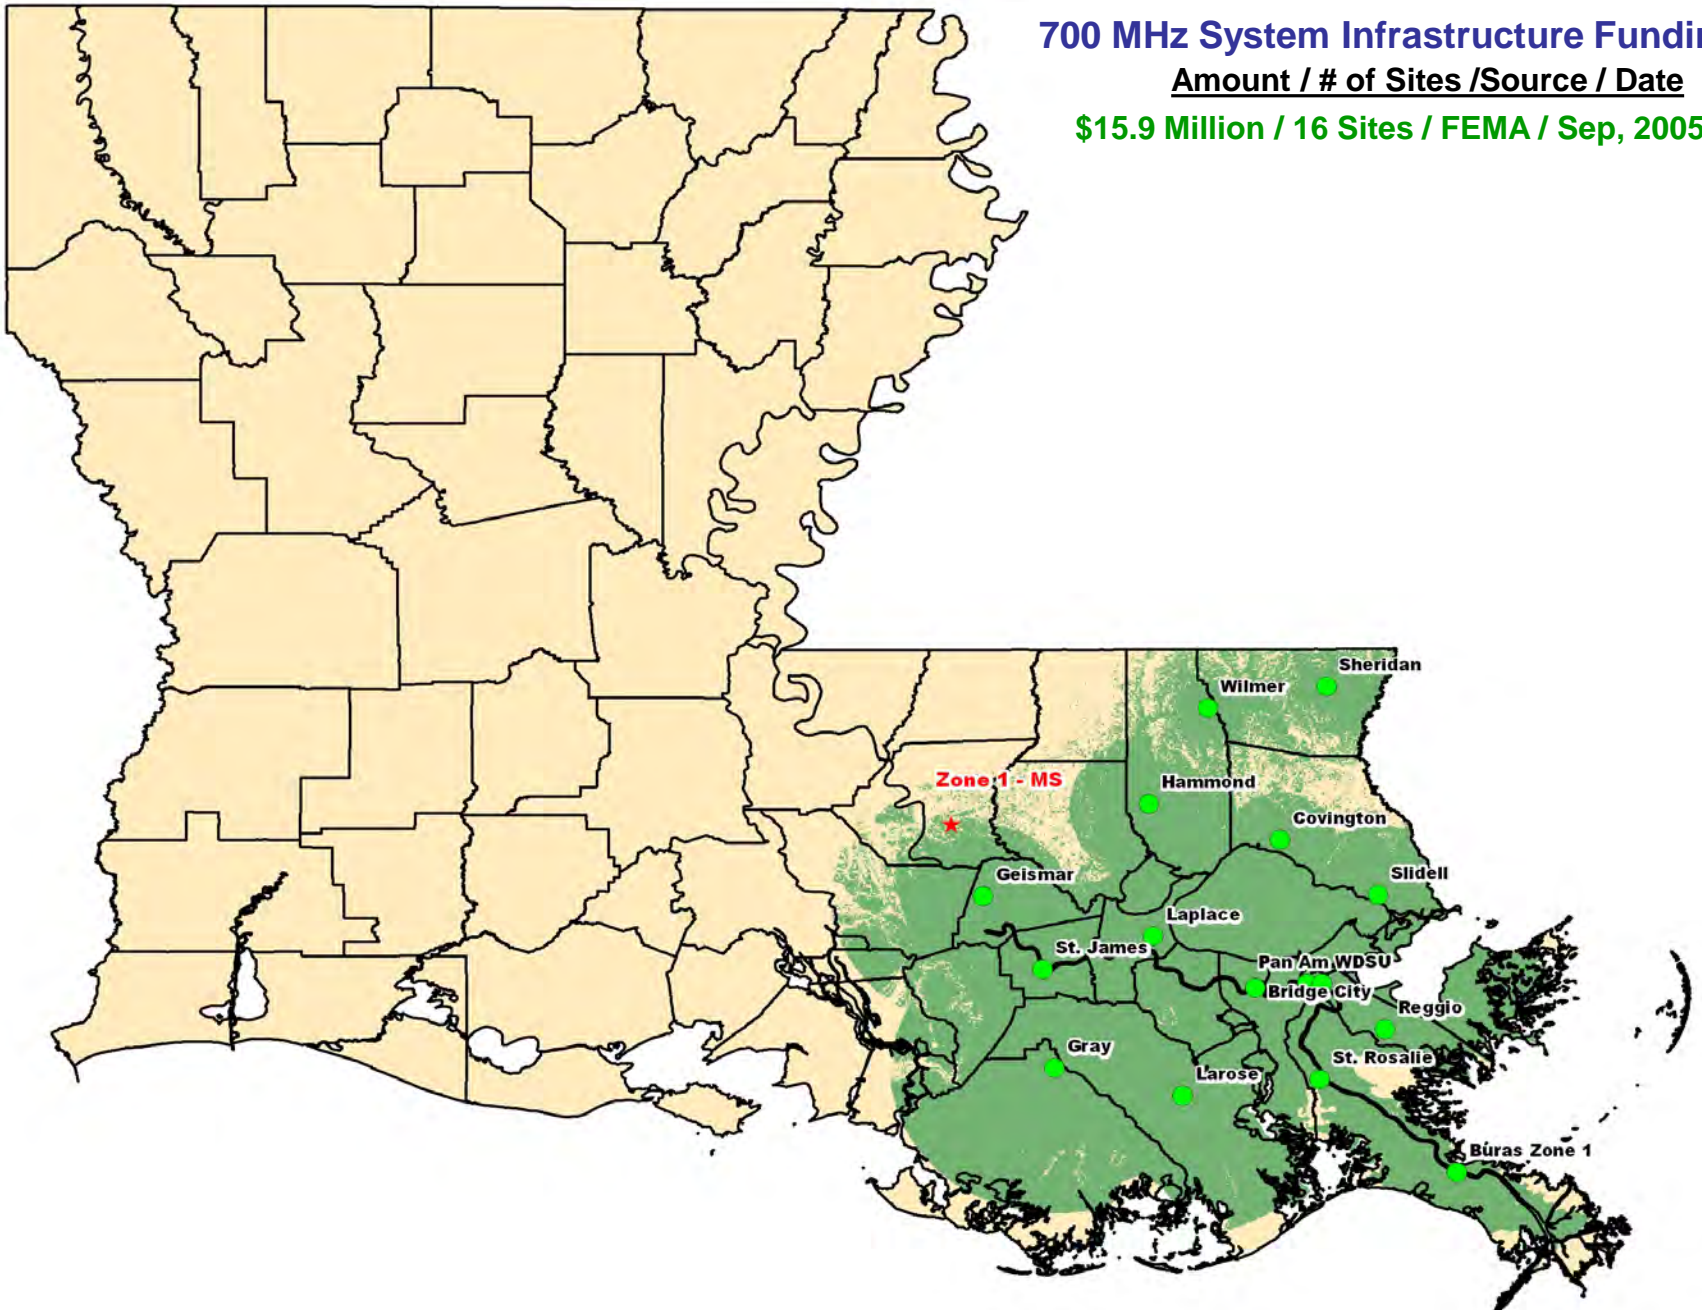 700 MHz System Infrastructure Fundin
Amount / # of Sites /Source / Date
$15.9 Million / 16 Sites / FEMA / Sep, 2005
Sheridan
Wilmer
Zone 1 - MS
Hammond
Covington
Geismar
Slidell
Laplace
St. James
Pan Am WDSU
Bridge City
Reggio
Gray
St. Rosalie
Larose
Buras Zone 1